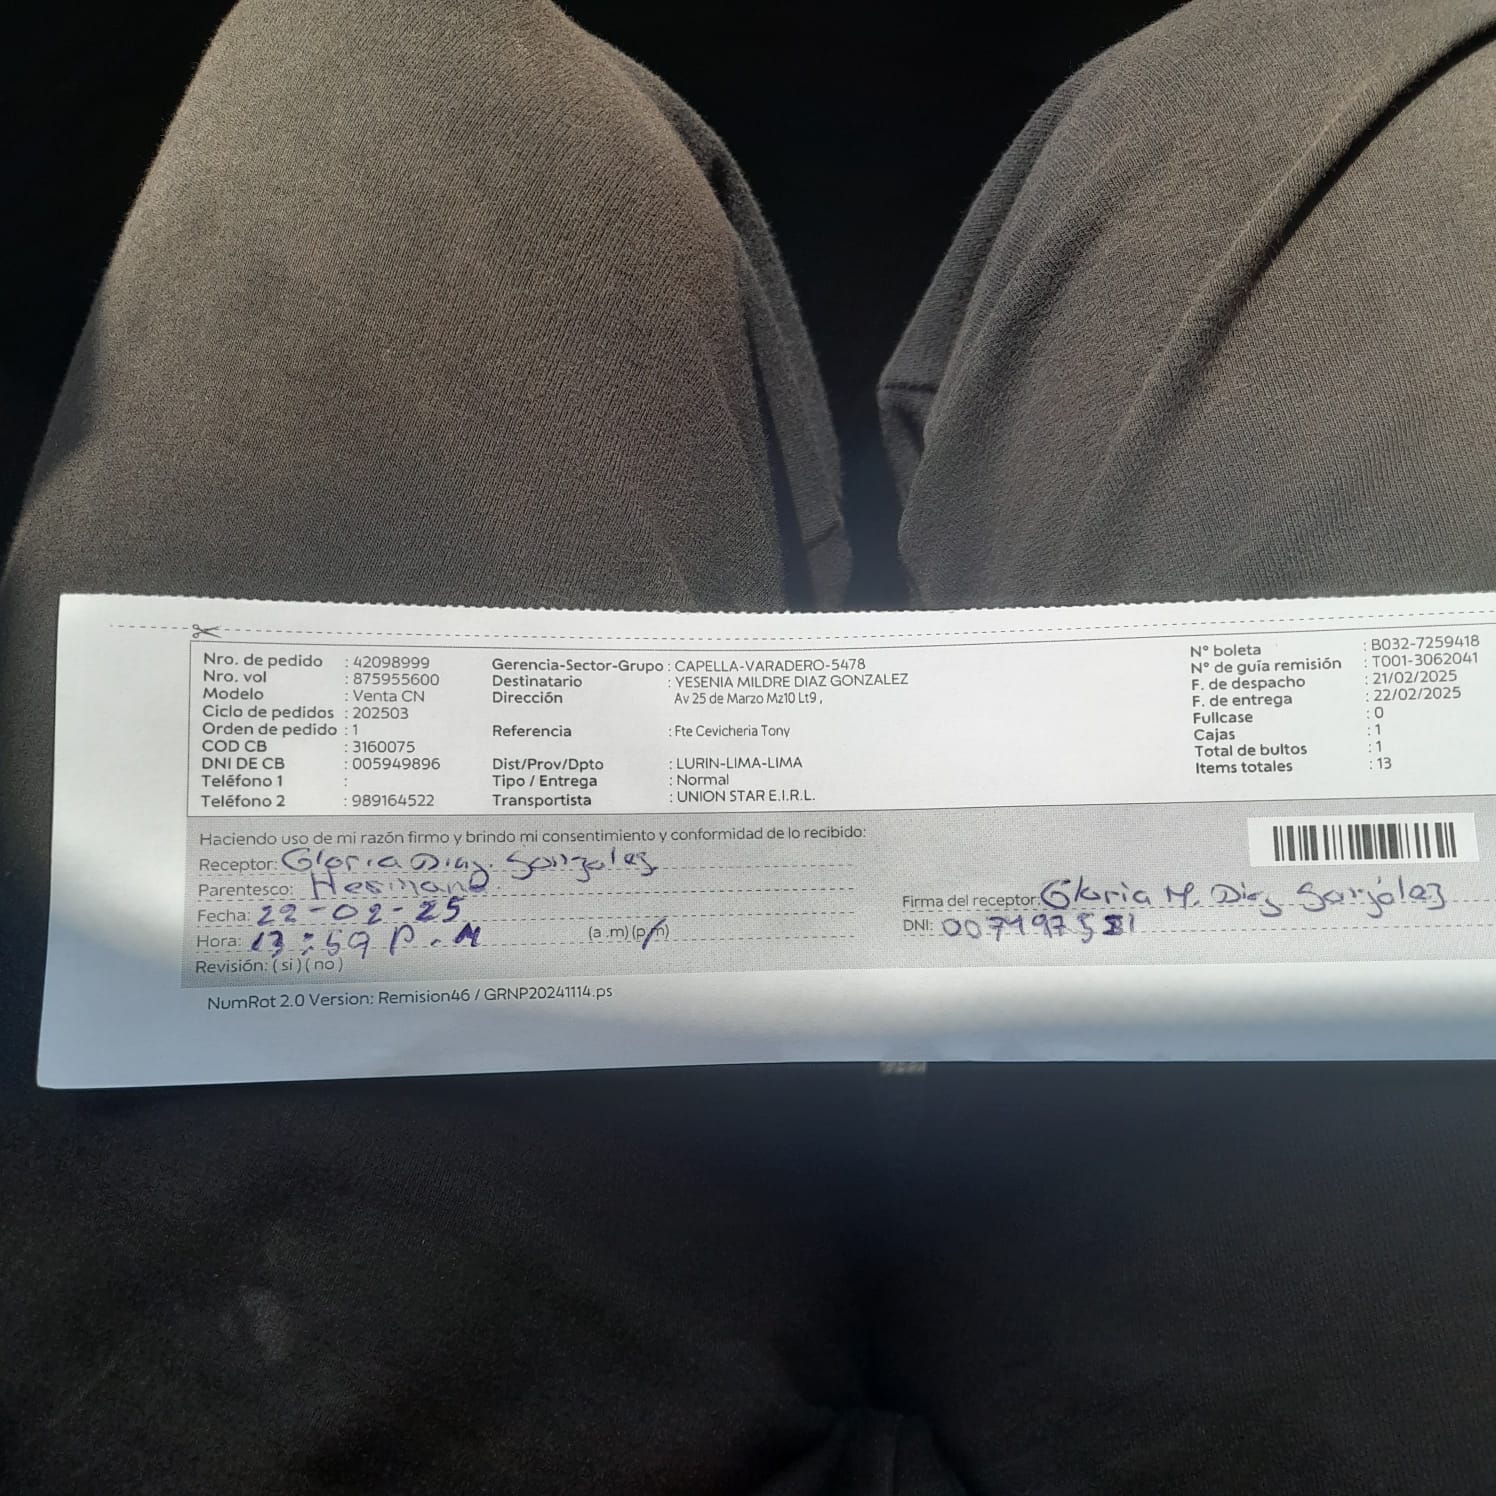 Nro. de pedido : 42098999
Nro. vol : 875955600
Modelo : Venta CN
Ciclo de pedidos : 202503
Orden de pedido : 1
COD CB : 3160075
DNI DE CB : 005949896
Teléfono 1 :
Teléfono 2 : 989164522
Gerencia-Sector-Grupo : CAPELLA-VARADERO-5478
Destinatario : YESENIA MILDRE DIAZ GONZALEZ
Dirección Av 25 de Marzo Mz10 Lt9 ,
Referencia : Fte Cevicheria Tony
Dist/Prov/Dpto : LURIN-LIMA-LIMA
Tipo / Entrega : Normal
Transportista : UNION STAR E.I.R.L.
N° boleta : B032-7259418
N° de guía remisión : T001-3062041
F. de despacho : 21/02/2025
F. de entrega : 22/02/2025
Fullcase : 0
Cajas : 1
Total de bultos : 1
Items totales : 13
Haciendo uso de mi razón firmo y brindo mi consentimiento y conformidad de lo recibido:
Receptor: Gloria Diaz. Gonzalez
Parentesco: Hermano
Fecha: 22-02-25
Hora: 13:59 P.M (a .m) (p.m)
Revisión: ( si ) ( no )
Firma del receptor: Gloria M. Diaz González
DNI:
NumRot 2.0 Version: Remision46 / GRNP20241114.ps